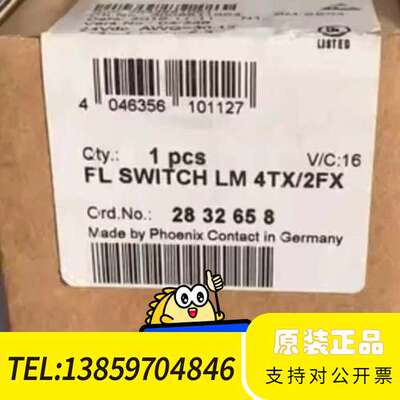 LISTED
24Vdc
4 046356 101127
Qty.: 1 pcs V/C:16
FL SWITCH LM 4TX/2FX
Ord.No.: 28 32 65 8
Made by Phoenix Contact in Germany
TEL:13859704846
原装正品
支持对公开票